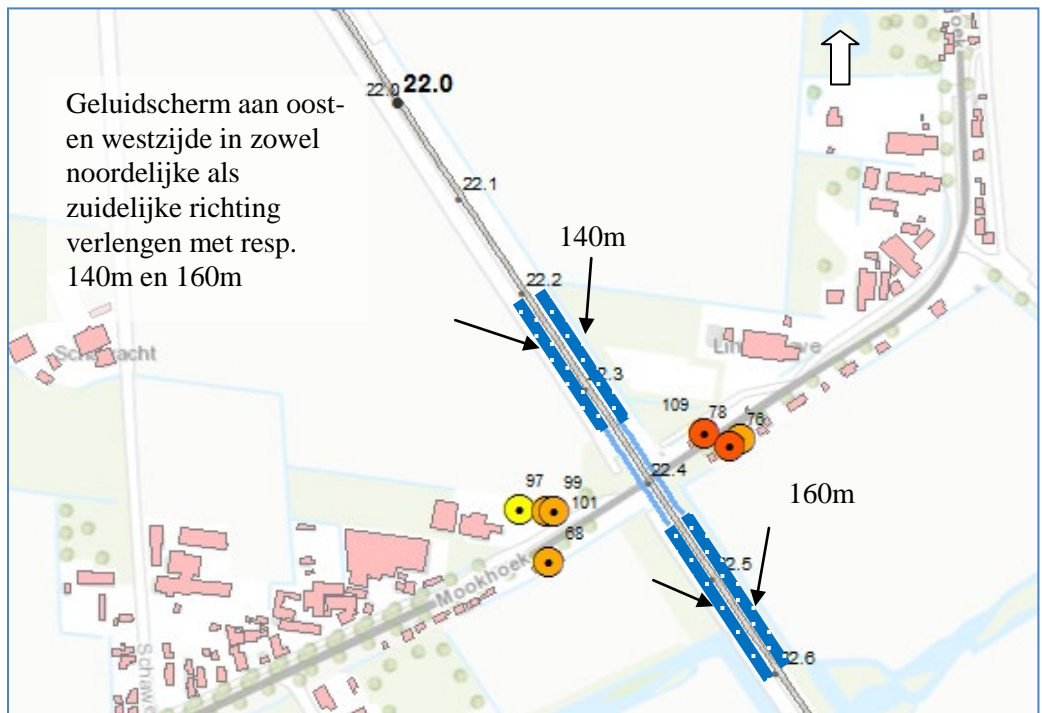 22.0 22.0
Geluidscherm aan oost-
en westzijde in zowel
noordelijke als
zuidelijke richting
verlengen met resp.
140m en 160m
22.1
140m
22.2
2.3
109 78 76
22.4
97 99
101
68
160m
22.5
Mookhoek
22.6